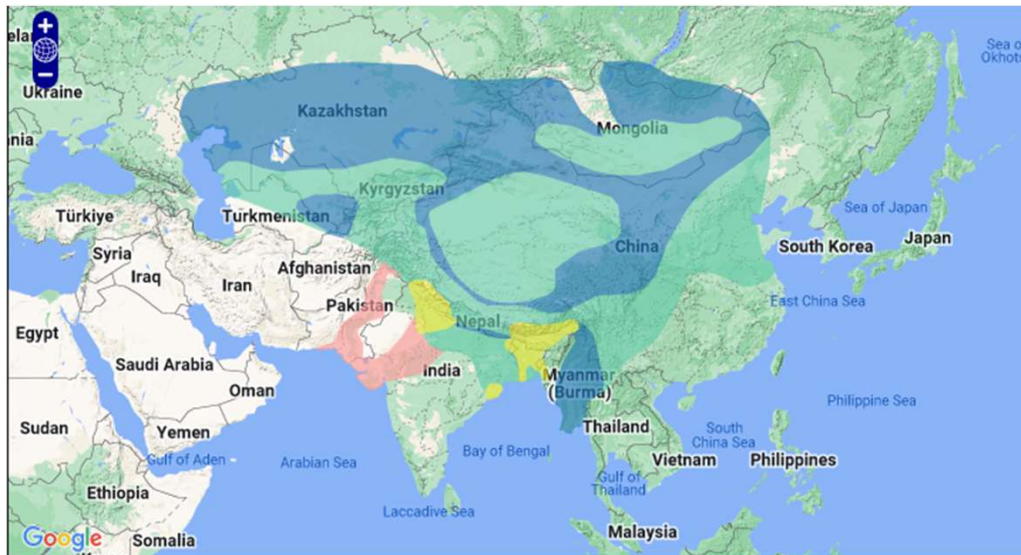 +
−
Ukraine
Kazakhstan
Mongolia
Sea of
Okhots
Kyrgyzstan
Türkiye
Turkmenistan
Sea of Japan
Syria
China
South Korea
Japan
Iraq
Iran
Afghanistan
Pakistan
East China Sea
Egypt
Nepal
Saudi Arabia
India
Myanmar
(Burma)
Oman
Philippine Sea
Sudan
Yemen
Thailand
South
China Sea
Gulf of Aden
Arabian Sea
Bay of Bengal
Vietnam
Philippines
Gulf of
Thailand
Ethiopia
Laccadive Sea
Malaysia
Google
Somalia